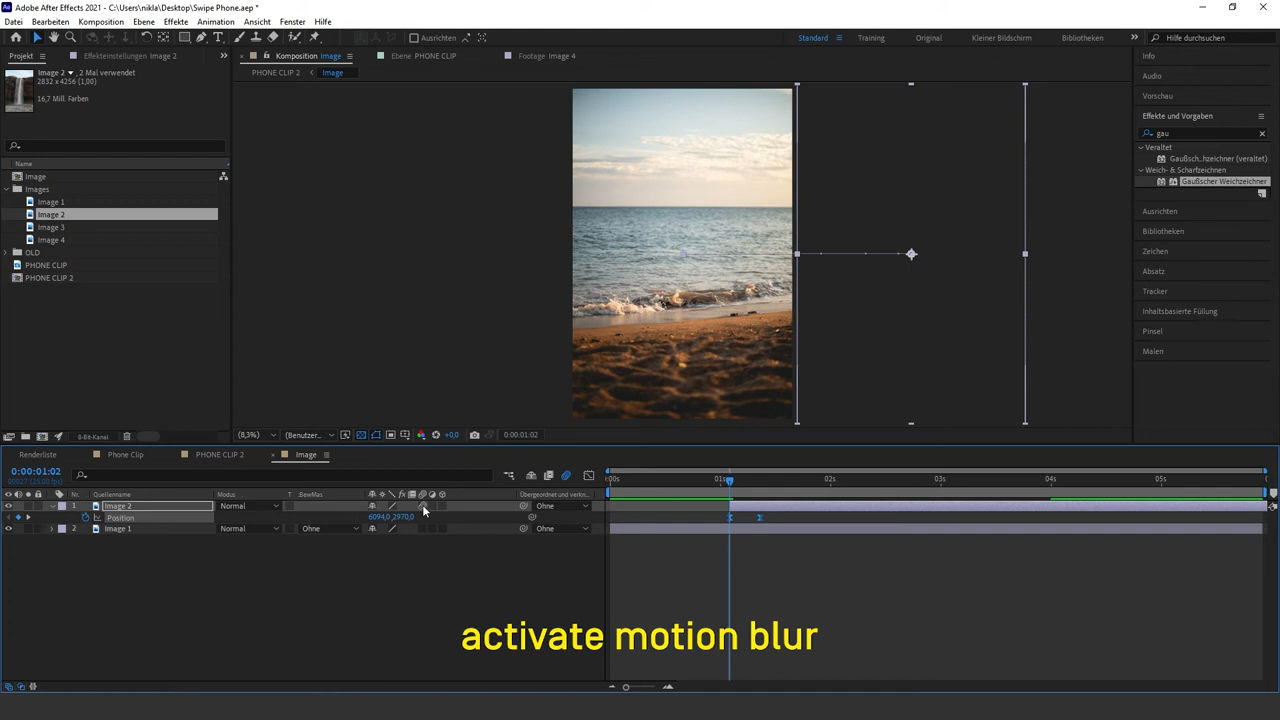 Adobe After Effects 2021 - C:\Users\nikla\Desktop\Swipe Phone.aep *
Datei Bearbeiten Komposition Ebene Effekte Animation Ansicht Fenster Hilfe
Ausrichten
Standard Training Original Kleiner Bildschirm Bibliotheken Hilfe durchsuchen
Projekt Effekteinstellungen Image 2
Komposition Image Ebene PHONE CLIP Footage Image 4
Info
PHONE CLIP 2 Image
Image 2 , 2 Mal verwendet
2832 x 4256 (1,00)
16,7 Mill. Farben
Audio
Vorschau
Effekte und Vorgaben
gau
Veraltet
Gaußsch...hzeichner (veraltet)
Weich- & Scharfzeichnen
Gaußscher Weichzeichner
Name
Image
Images
Image 1
Image 2
Image 3
Image 4
OLD
PHONE CLIP
PHONE CLIP 2
Ausrichten
Bibliotheken
Zeichen
Absatz
Tracker
Inhaltsbasierte Füllung
Pinsel
Malen
8-Bit-Kanal
(8,3%) (Benutzer... +0,0 0:00:01:02
Renderliste Phone Clip PHONE CLIP 2 Image
0:00:01:02
00027 (25.00 fps)
:00s 01s 02s 03s 04s 05s
Nr. Quellenname Modus T .BewMas fx Übergeordnet und verkn...
1 Image 2 Normal Ohne
Position 6094,0,2970,0
2 Image 1 Normal Ohne Ohne
activate motion blur